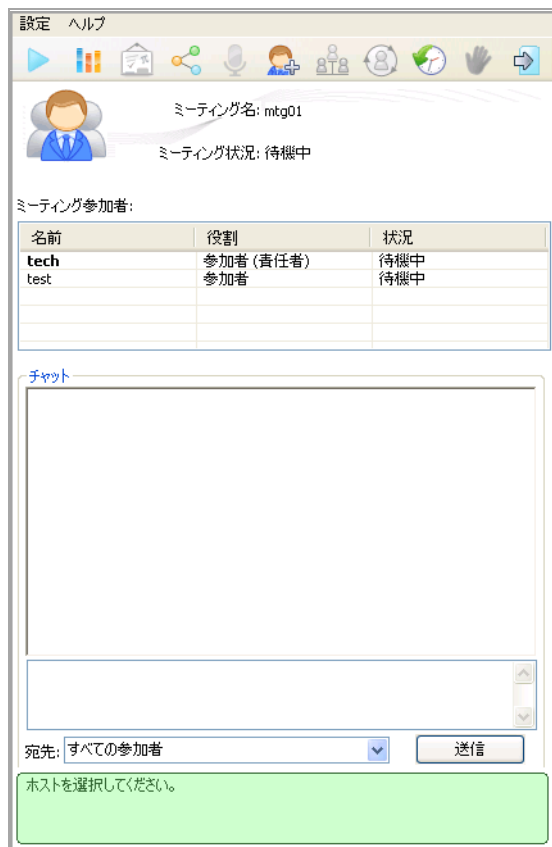 設定 ヘルプ
ミーティング名: mtg01
ミーティング状況: 待機中
ミーティング参加者:
名前 役割 状況
tech 参加者 (責任者) 待機中
test 参加者 待機中
チャット
宛先: すべての参加者 送信
ホストを選択してください。